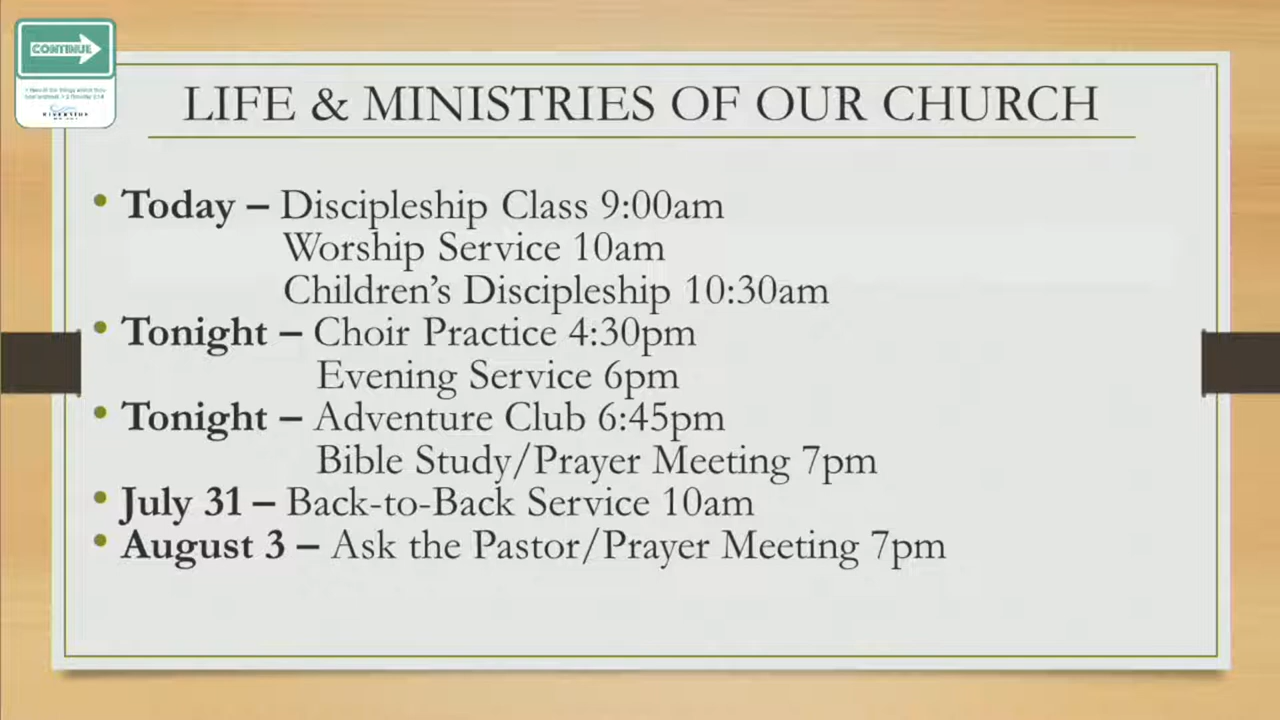 CONTINUE
LIFE & MINISTRIES OF OUR CHURCH
• Today – Discipleship Class 9:00am
Worship Service 10am
Children's Discipleship 10:30am
• Tonight – Choir Practice 4:30pm
Evening Service 6pm
• Tonight – Adventure Club 6:45pm
Bible Study/Prayer Meeting 7pm
• July 31 – Back-to-Back Service 10am
• August 3 – Ask the Pastor/Prayer Meeting 7pm